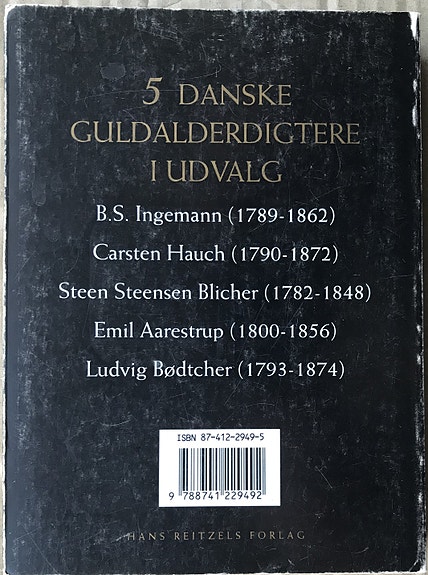 5 DANSKE
GULDALDERDIGTERE
I UDVALG
B.S. Ingemann (1789-1862)
Carsten Hauch (1790-1872)
Steen Steensen Blicher (1782-1848)
Emil Aarestrup (1800-1856)
Ludvig Bødtcher (1793-1874)
ISBN 87-412-2949-5
9 788741 229492
HANS REITZELS FORLAG